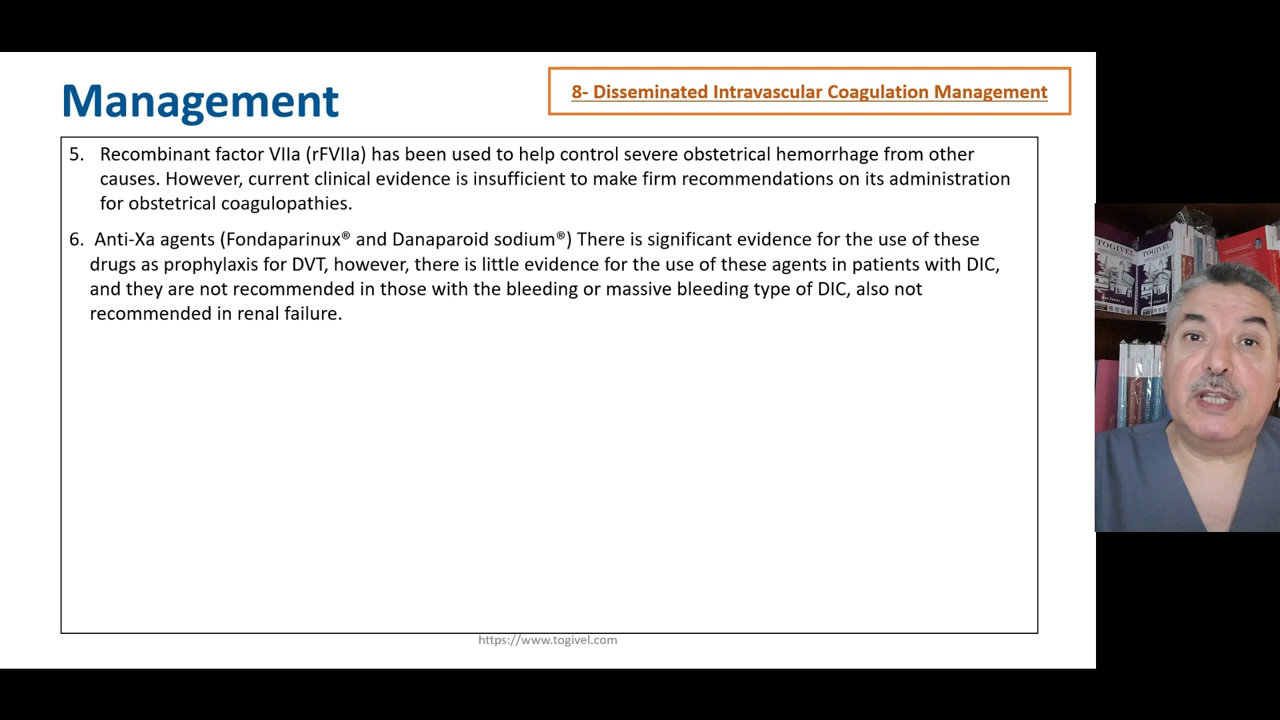 Management
8- Disseminated Intravascular Coagulation Management
5. Recombinant factor VIIa (rFVIIa) has been used to help control severe obstetrical hemorrhage from other
causes. However, current clinical evidence is insufficient to make firm recommendations on its administration
for obstetrical coagulopathies.
6. Anti-Xa agents (Fondaparinux® and Danaparoid sodium®) There is significant evidence for the use of these
drugs as prophylaxis for DVT, however, there is little evidence for the use of these agents in patients with DIC,
and they are not recommended in those with the bleeding or massive bleeding type of DIC, also not
recommended in renal failure.
https://www.togivel.com
TOGIVEL
TOGIVEL